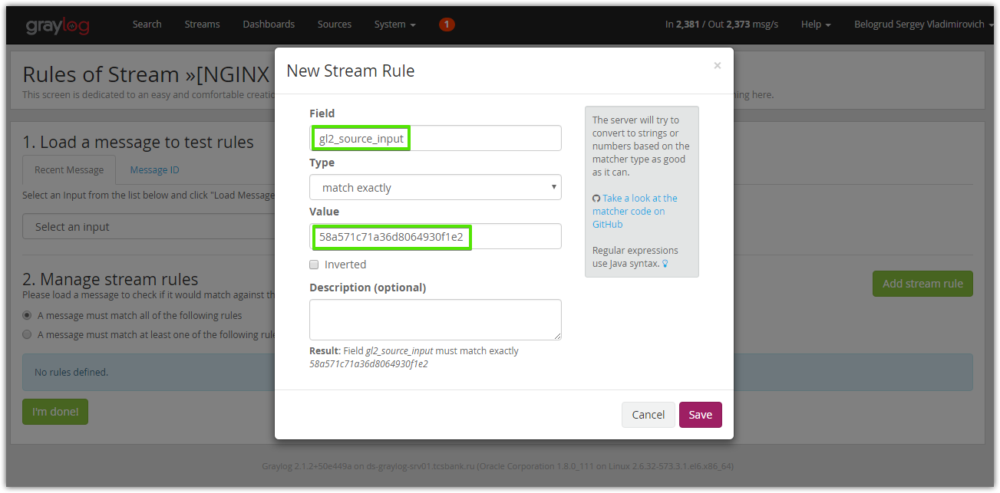 graylog
Search Streams Dashboards Sources System 1 In 2,381 / Out 2,373 msg/s Help Belogrud Sergey Vladimirovich
Rules of Stream »[NGINX
This screen is dedicated to an easy and comfortable creatio
ing here.
1. Load a message to test rules
Recent Message Message ID
Select an Input from the list below and click "Load Message
Select an input
2. Manage stream rules
Please load a message to check if it would match against th
Add stream rule
A message must match all of the following rules
A message must match at least one of the following rule
No rules defined.
I'm done!
New Stream Rule ×
Field
gl2_source_input
Type
match exactly
Value
58a571c71a36d8064930f1e2
Inverted
Description (optional)
Result: Field gl2_source_input must match exactly
58a571c71a36d8064930f1e2
The server will try to
convert to strings or
numbers based on the
matcher type as good
as it can.
Take a look at the
matcher code on
GitHub
Regular expressions
use Java syntax.
Cancel Save
Graylog 2.1.2+50e449a on ds-graylog-srv01.tcsbank.ru (Oracle Corporation 1.8.0_111 on Linux 2.6.32-573.3.1.el6.x86_64)